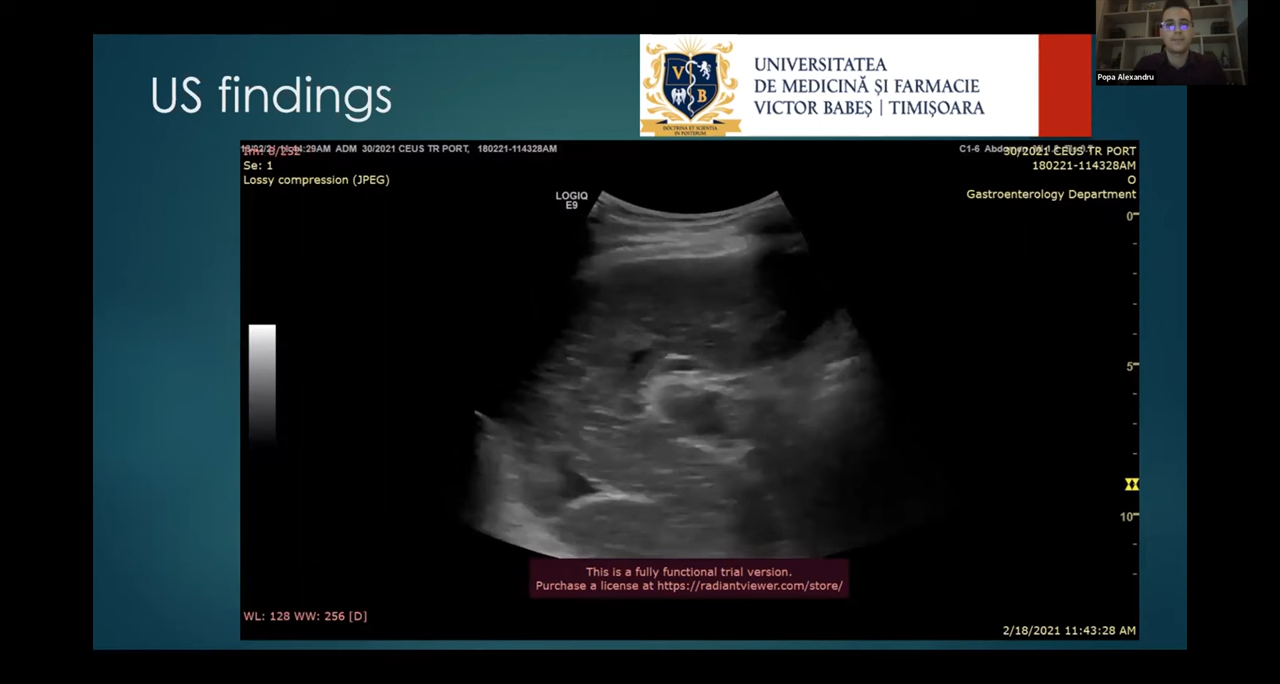 US findings
V
B
DOCTRINA ET SCIENTIA
IN POSTERUM
UNIVERSITATEA
DE MEDICINĂ ȘI FARMACIE
VICTOR BABEȘ | TIMIȘOARA
Popa Alexandru
ADM 30/2021 CEUS TR PORT, 180221-114328AM
Se: 1
Lossy compression (JPEG)
LOGIQ
E9
C1-6
30/2021 CEUS TR PORT
180221-114328AM
O
Gastroenterology Department
0
5
10
This is a fully functional trial version.
Purchase a license at https://radiantviewer.com/store/
WL: 128 WW: 256 [D]
2/18/2021 11:43:28 AM